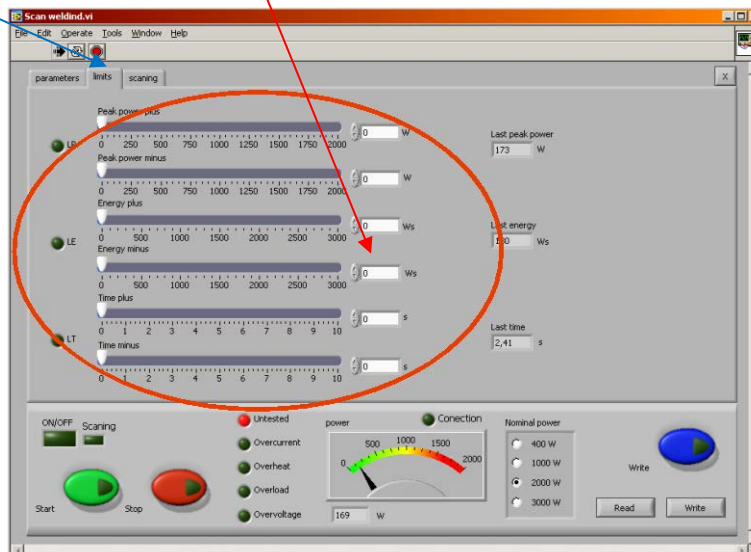 Scan weldind.vi
File Edit Operate Tools Window Help
parameters limits scaning X
Peak power plus
0 250 500 750 1000 1250 1500 1750 2000
0 W
Peak power minus
0 250 500 750 1000 1250 1500 1750 2000
0 W
Last peak power
173 W
Energy plus
0 500 1000 1500 2000 2500 3000
0 Ws
LE
Energy minus
0 500 1000 1500 2000 2500 3000
0 Ws
Last energy
Ws
Time plus
0 1 2 3 4 5 6 7 8 9 10
0 s
LT
Time minus
0 1 2 3 4 5 6 7 8 9 10
0 s
Last time
2,41 s
ON/OFF Scaning
Start Stop
Untested
Overcurrent
Overheat
Overload
Overvoltage
power
0 500 1000 1500 2000
169 W
Conection
Nominal power
400 W
1000 W
2000 W
3000 W
Write
Read Write